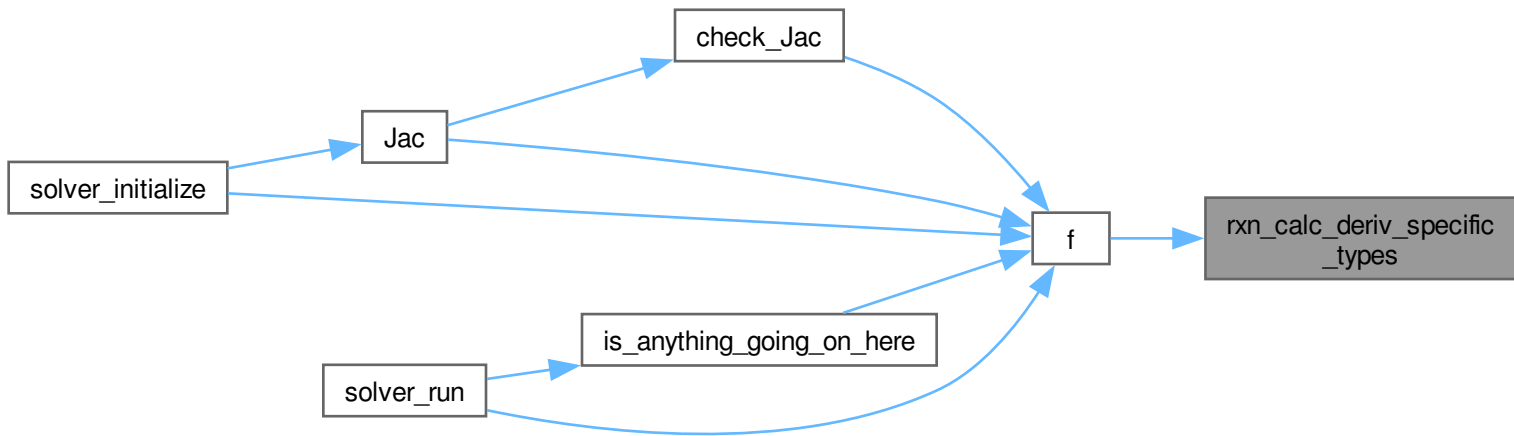 check_Jac
Jac
solver_initialize
rxn_calc_deriv_specific
_types
f
is_anything_going_on_here
solver_run